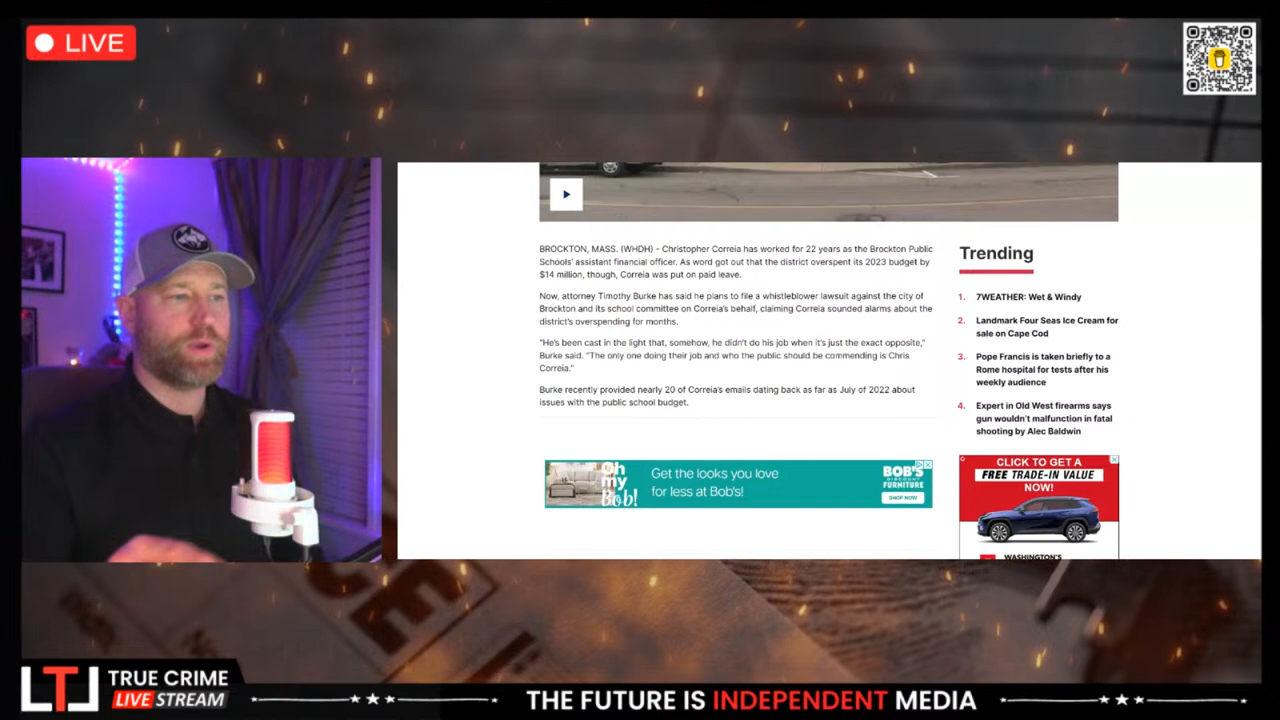 LIVE
BROCKTON, MASS. (WHDH) - Christopher Correia has worked for 22 years as the Brockton Public
Schools' assistant financial officer. As word got out that the district overspent its 2023 budget by
$14 million, though, Correia was put on paid leave.
Now, attorney Timothy Burke has said he plans to file a whistleblower lawsuit against the city of
Brockton and its school committee on Correia's behalf, claiming Correia sounded alarms about the
district's overspending for months.
"He's been cast in the light that, somehow, he didn't do his job when it's just the exact opposite,"
Burke said. "The only one doing their job and who the public should be commending is Chris
Correia."
Burke recently provided nearly 20 of Correia's emails dating back as far as July of 2022 about
issues with the public school budget.
Oh
my
Bob!
Get the looks you love
for less at Bob's!
BOB'S
DISCOUNT
FURNITURE
SHOP NOW
Trending
1. 7WEATHER: Wet & Windy
2. Landmark Four Seas Ice Cream for
sale on Cape Cod
3. Pope Francis is taken briefly to a
Rome hospital for tests after his
weekly audience
4. Expert in Old West firearms says
gun wouldn't malfunction in fatal
shooting by Alec Baldwin
CLICK TO GET A
FREE TRADE-IN VALUE
NOW!
WASHINGTON'S
LTL
TRUE CRIME
LIVE STREAM
THE FUTURE IS INDEPENDENT MEDIA